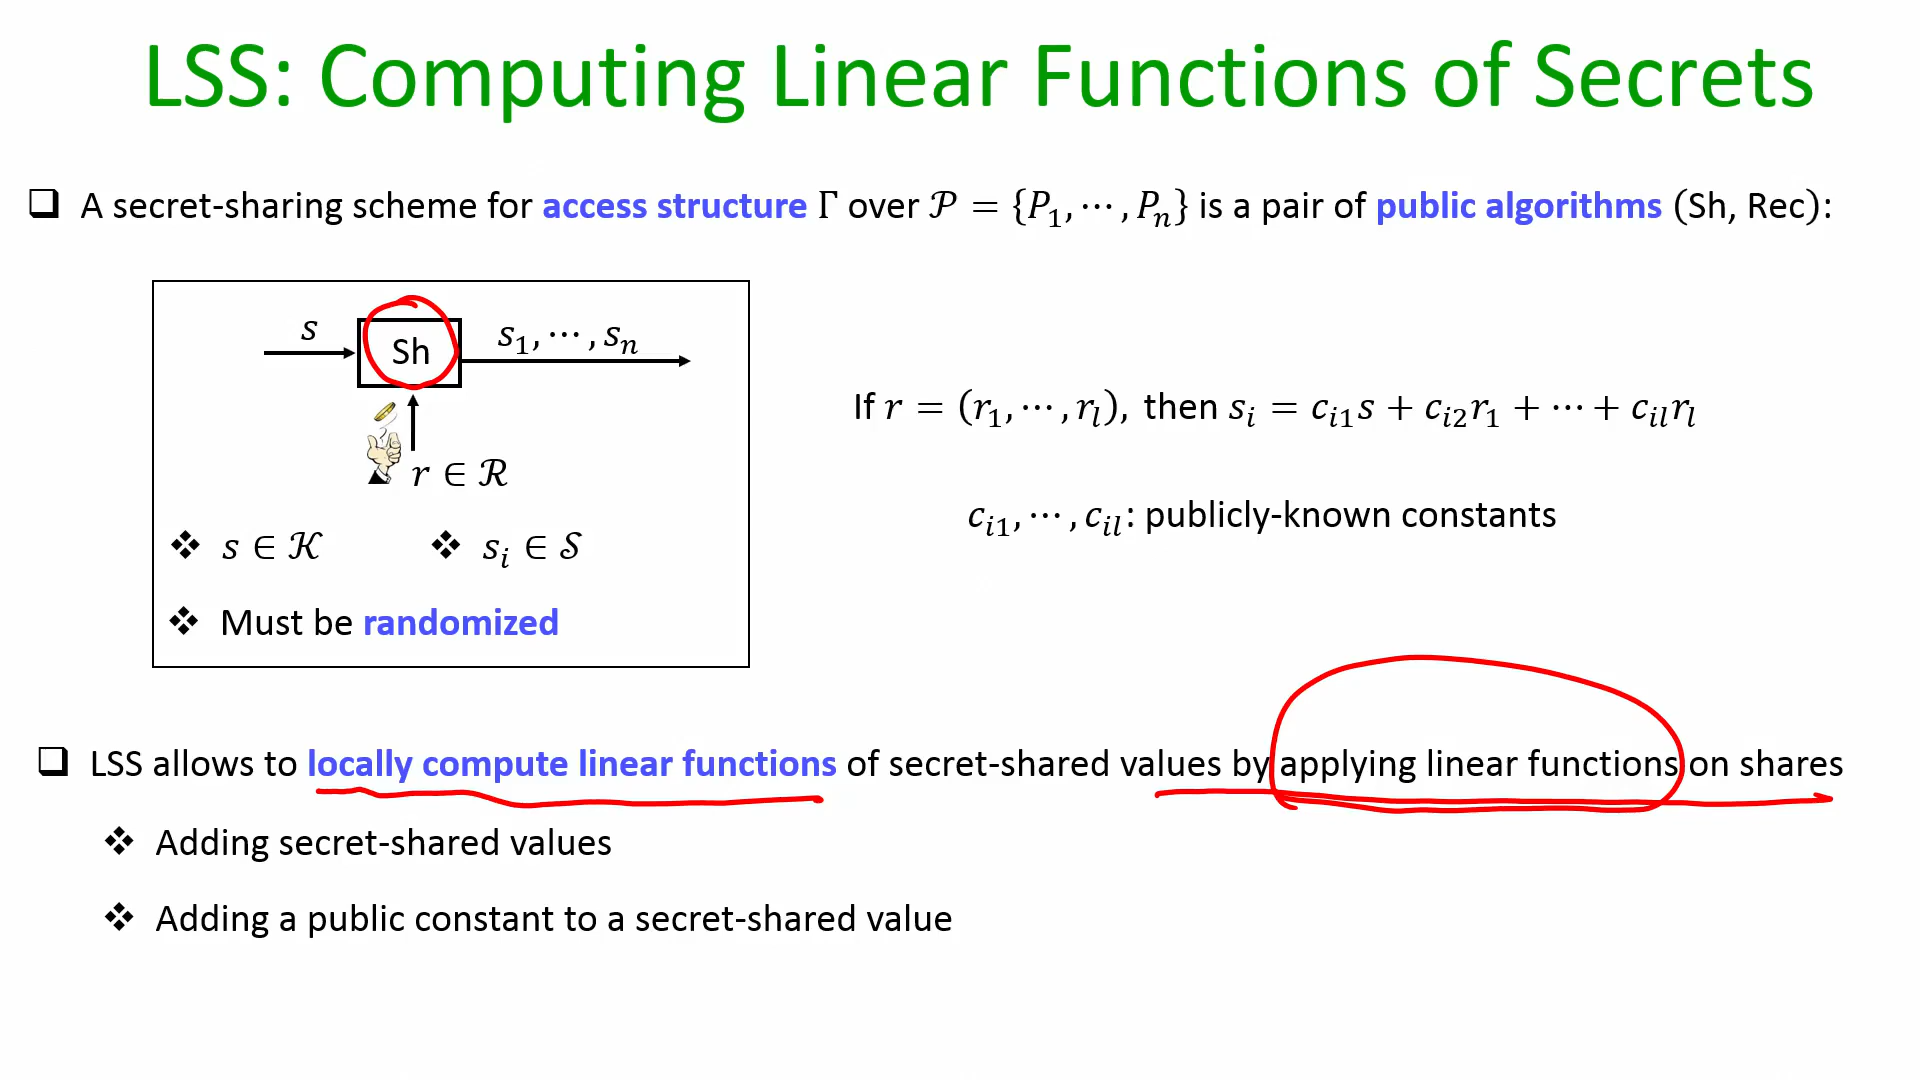 LSS: Computing Linear Functions of Secrets
❑ A secret-sharing scheme for access structure Γ over 𝒫 = {P₁, ⋯ , Pₙ} is a pair of public algorithms (Sh, Rec):
s
Sh
s₁, ⋯ , sₙ
r ∈ ℛ
❖ s ∈ 𝒦 ❖ sᵢ ∈ 𝒮
❖ Must be randomized
If r = (r₁, ⋯ , rₗ), then sᵢ = cᵢ₁s + cᵢ₂r₁ + ⋯ + cᵢₗrₗ
cᵢ₁, ⋯ , cᵢₗ: publicly-known constants
❑ LSS allows to locally compute linear functions of secret-shared values by applying linear functions on shares
❖ Adding secret-shared values
❖ Adding a public constant to a secret-shared value